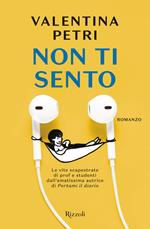 VALENTINA
PETRI
NON TI
SENTO
ROMANZO
Le vite scapestrate
di prof e studenti
dall'amatissima autrice
di Portami il diario
Rizzoli